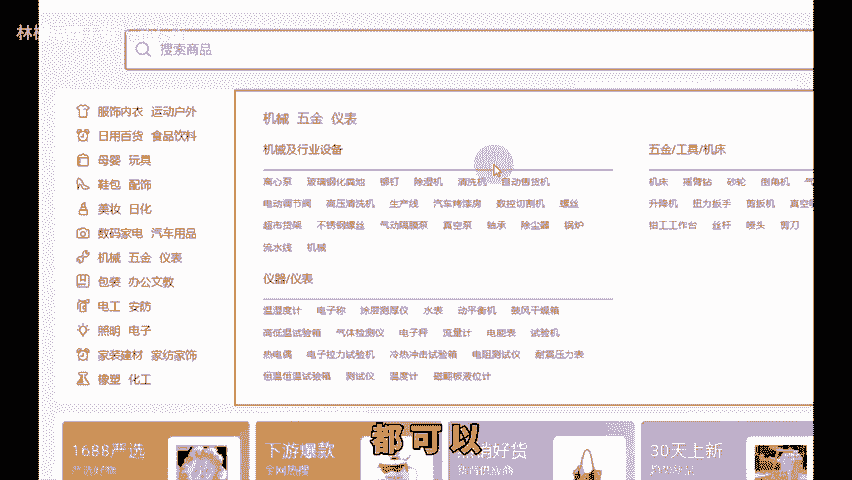 搜索商品
服饰内衣 运动户外
日用百货 食品饮料
母婴 玩具
鞋包 配饰
美妆 日化
数码家电 汽车用品
机械 五金 仪表
包装 办公文教
电工 安防
照明 电子
家装建材 家纺家饰
橡塑 化工
机械 五金 仪表
机械及行业设备
离心泵 玻璃钢化粪池 铆钉 除湿机 清洗机 自动售货机
电动调节阀 高压清洗机 生产线 汽车烤漆房 数控切割机 螺丝
超市货架 不锈钢螺丝 气动隔膜泵 真空泵 轴承 除尘器 锅炉
流水线 机械
仪器/仪表
温湿度计 电子称 涂层测厚仪 水表 动平衡机 鼓风干燥箱
高低温试验箱 气体检测仪 电子秤 流量计 电能表 试验机
热电偶 电子拉力试验机 冷热冲击试验箱 电阻测试仪 耐震压力表
恒温恒湿试验箱 测试仪 温度计 磁翻板液位计
五金/工具/机床
机床 摇臂钻 砂轮 倒角机
升降机 扭力扳手 剪板机
钳工工作台 丝杆 喷头 剪刀
1688严选
下游爆款
全网热搜
好货
30天上新
都可以